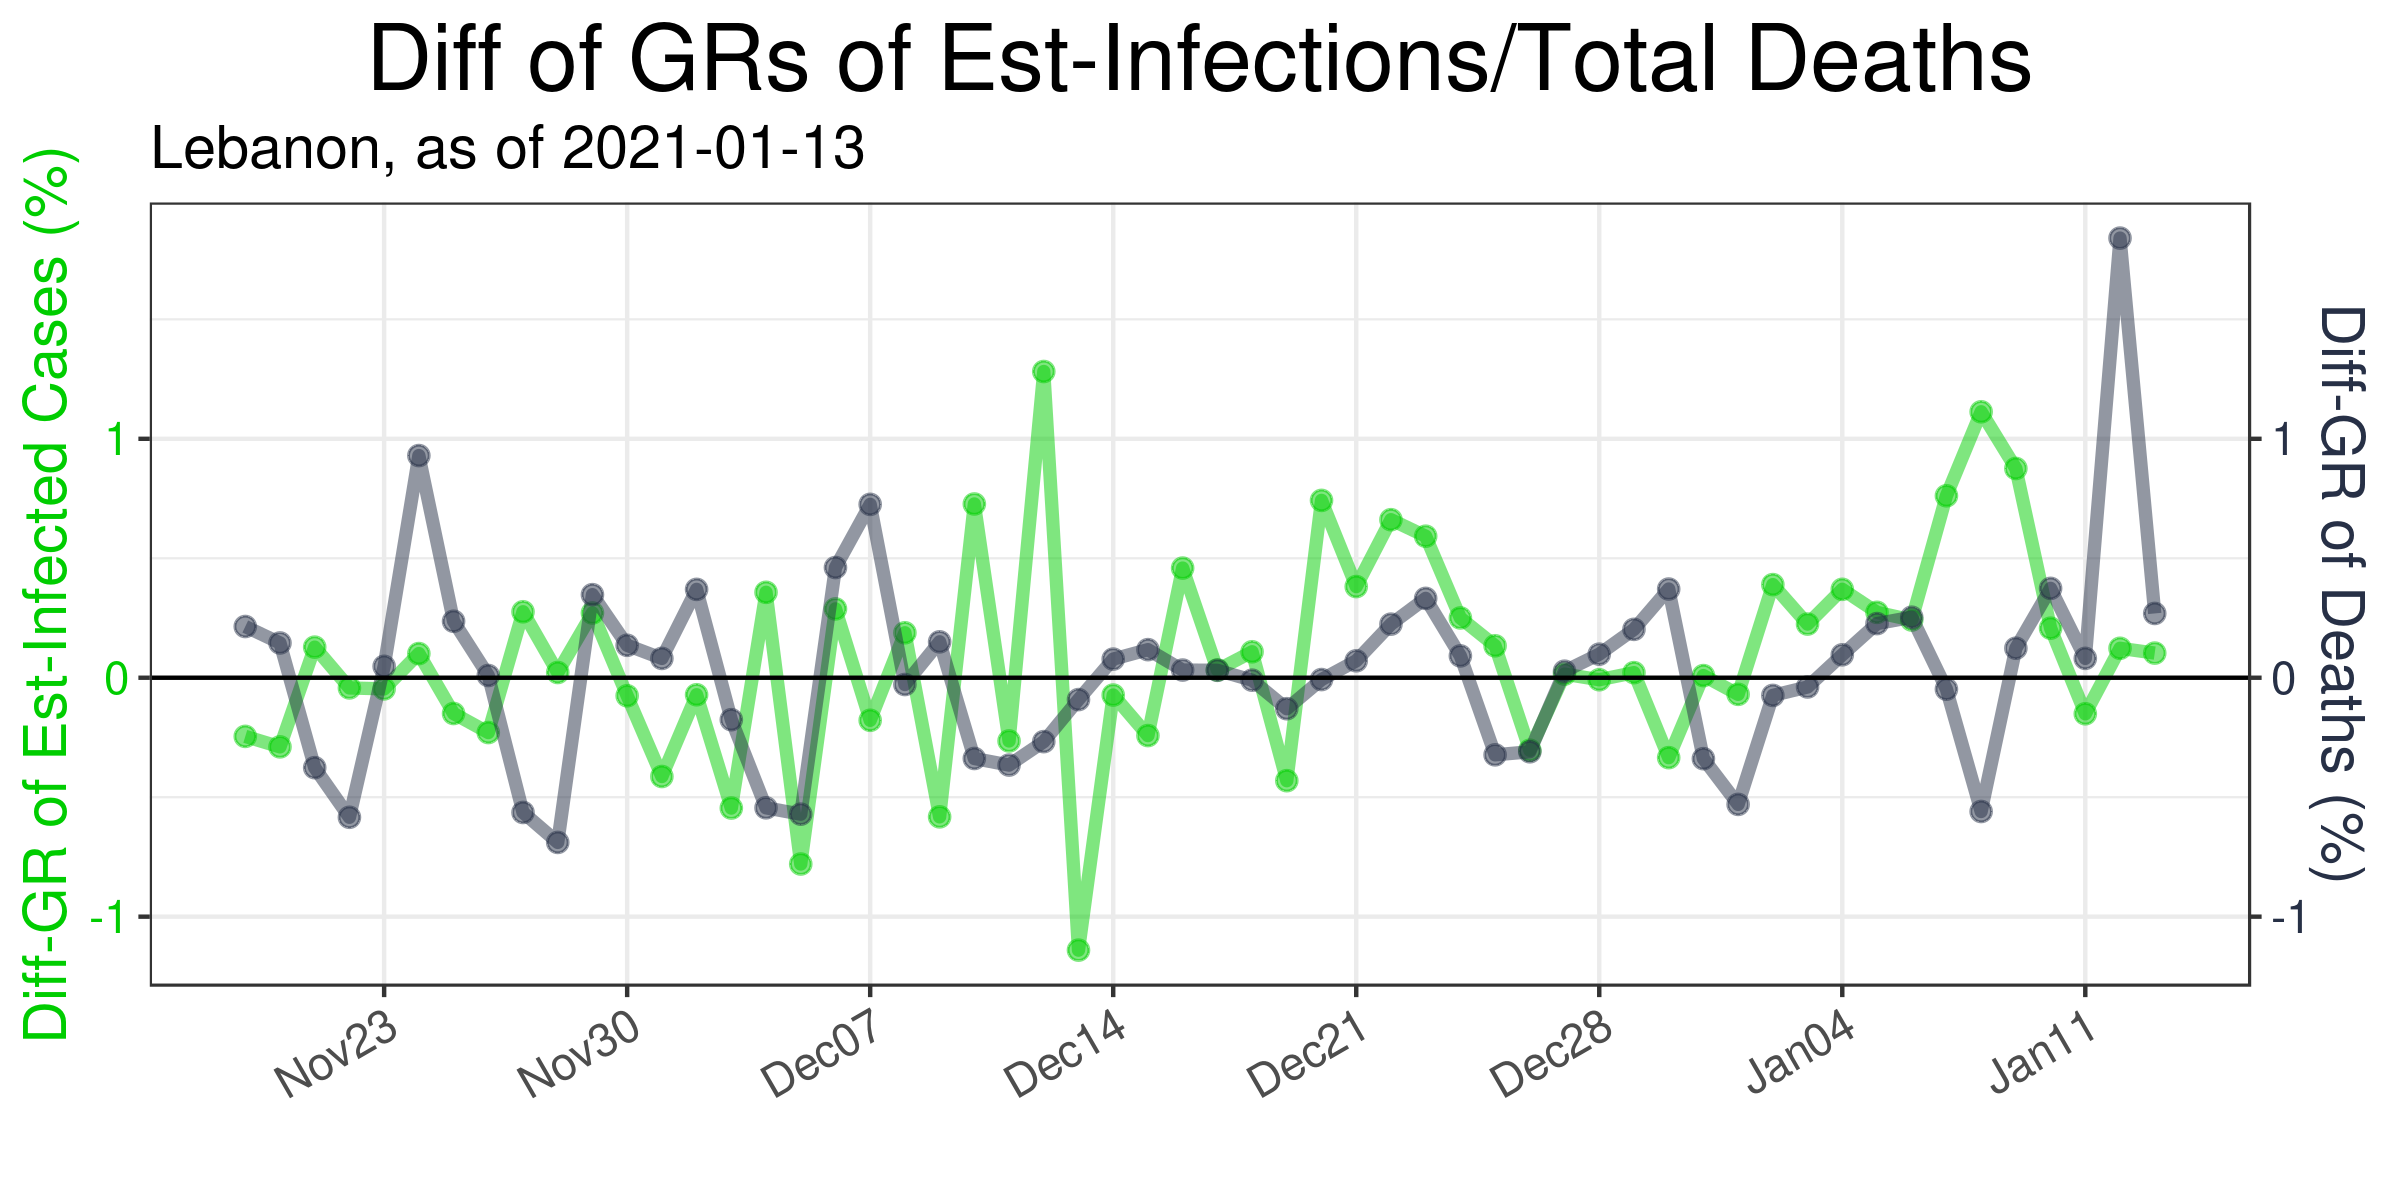 Diff of GRs of Est-Infections/Total Deaths
Lebanon, as of 2021-01-13
Diff-GR of Est-Infected Cases (%)
1
0
-1
1
0
-1
Diff-GR of Deaths (%)
Nov23
Nov30
Dec07
Dec14
Dec21
Dec28
Jan04
Jan11